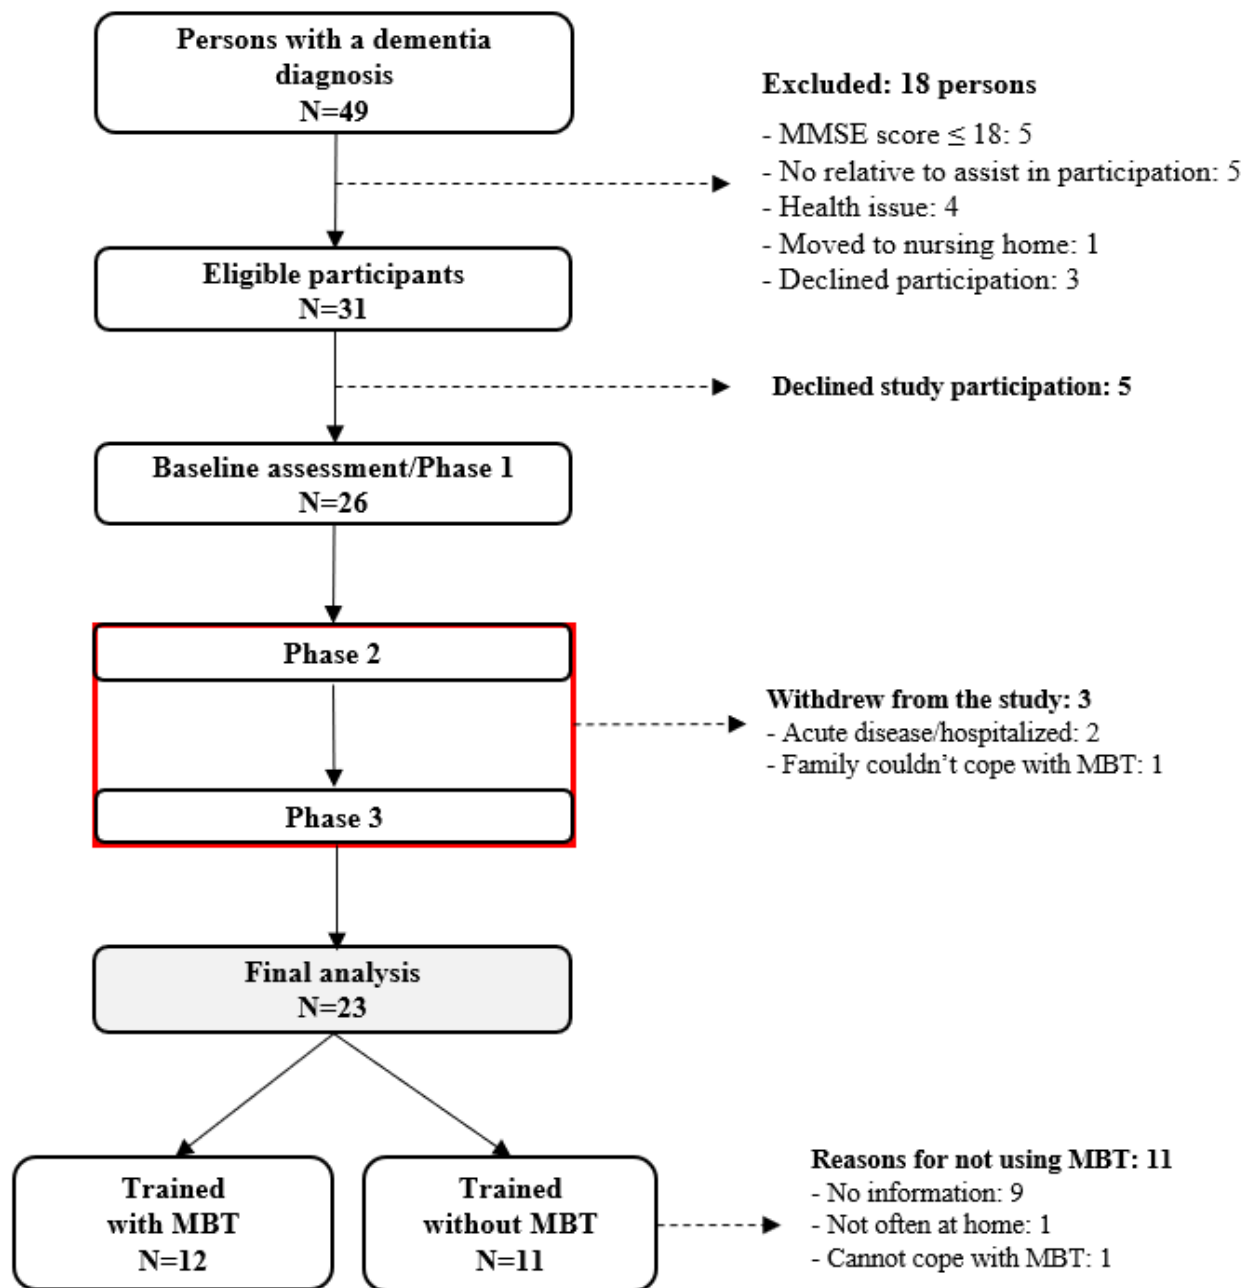 Persons with a dementia
diagnosis
N=49
Excluded: 18 persons
- MMSE score ≤ 18: 5
- No relative to assist in participation: 5
- Health issue: 4
- Moved to nursing home: 1
- Declined participation: 3
Eligible participants
N=31
Declined study participation: 5
Baseline assessment/Phase 1
N=26
Phase 2
Withdrew from the study: 3
- Acute disease/hospitalized: 2
- Family couldn’t cope with MBT: 1
Phase 3
Final analysis
N=23
Trained
with MBT
N=12
Trained
without MBT
N=11
Reasons for not using MBT: 11
- No information: 9
- Not often at home: 1
- Cannot cope with MBT: 1